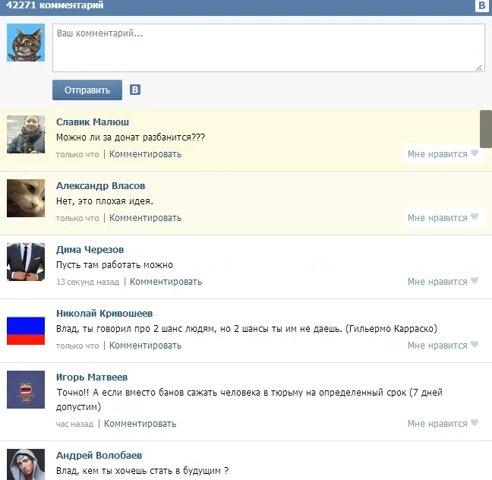 42271 комментарий
В
Ваш комментарий...
Отправить
В
Славик Малюш
Можно ли за донат разбанится???
только что | Комментировать
Мне нравится
Александр Власов
Нет, это плохая идея.
только что | Комментировать
Мне нравится
Дима Черезов
Пусть там работать можно
13 секунд назад | Комментировать
Мне нравится
Николай Кривошеев
Влад, ты говорил про 2 шанс людям, но 2 шансы ты им не даешь. (Гильермо Карраско)
только что | Комментировать
Мне нравится
Игорь Матвеев
Точно!! А если вместо банов сажать человека в тюрьму на определенный срок (7 дней
допустим)
час назад | Комментировать
Мне нравится
Андрей Волобаев
Влад, кем ты хочешь стать в будущим ?